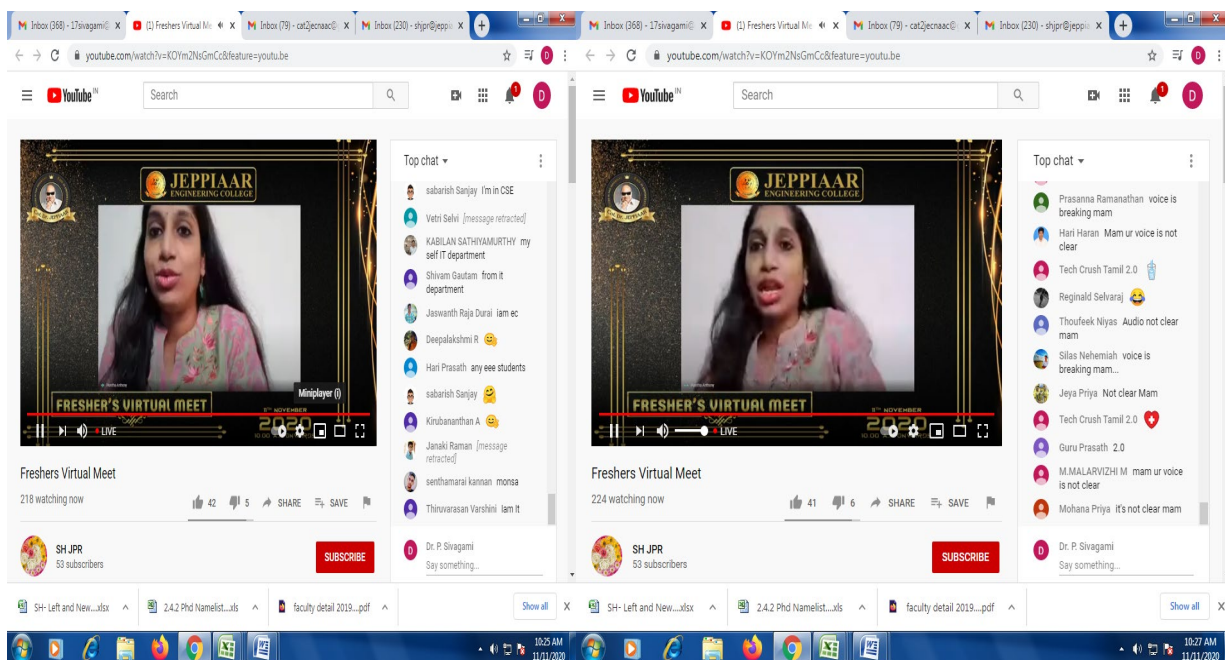 Inbox (368) - 17sivagami@
(1) Freshers Virtual Me
Inbox (79) - cat2jecnaac@
Inbox (230) - shjpr@jeppia
youtube.com/watch?v=KOYm2NsGmCc&feature=youtu.be
D
YouTube IN
Search
1
D
JEPPIAAR
ENGINEERING COLLEGE
FRESHER'S VIRTUAL MEET
11TH NOVEMBER
2020
Miniplayer (i)
LIVE
Freshers Virtual Meet
218 watching now
42
5
SHARE
SAVE
SH JPR
53 subscribers
SUBSCRIBE
Top chat
sabarish Sanjay I'm in CSE
Vetri Selvi [message retracted]
KABILAN SATHIYAMURTHY my
self IT department
Shivam Gautam from it
department
Jaswanth Raja Durai iam ec
Deepalakshmi R
Hari Prasath any eee students
sabarish Sanjay
Kirubananthan A
Janaki Raman [message
retracted]
senthamarai kannan monsa
Thiruvarasan Varshini Iam It
D
Dr. P. Sivagami
Say something...
SH- Left and New....xlsx
2.4.2 Phd Namelist....xls
faculty detail 2019....pdf
Show all
10:25 AM
11/11/2020
Inbox (368) - 17sivagami@
(1) Freshers Virtual Me
Inbox (79) - cat2jecnaac@
Inbox (230) - shjpr@jeppia
youtube.com/watch?v=KOYm2NsGmCc&feature=youtu.be
D
YouTube IN
Search
1
D
JEPPIAAR
ENGINEERING COLLEGE
FRESHER'S VIRTUAL MEET
11TH NOVEMBER
2020
LIVE
Freshers Virtual Meet
224 watching now
41
6
SHARE
SAVE
SH JPR
53 subscribers
SUBSCRIBE
Top chat
Prasanna Ramanathan voice is
breaking mam
Hari Haran Mam ur voice is not
clear
Tech Crush Tamil 2.0
Reginald Selvaraj
Thoufeek Niyas Audio not clear
mam
Silas Nehemiah voice is
breaking mam...
Jeya Priya Not clear Mam
Tech Crush Tamil 2.0
Guru Prasath 2.0
M.MALARVIZHI M mam ur voice
is not clear
Mohana Priya it's not clear mam
D
Dr. P. Sivagami
Say something...
SH- Left and New....xlsx
2.4.2 Phd Namelist....xls
faculty detail 2019....pdf
Show all
10:27 AM
11/11/2020